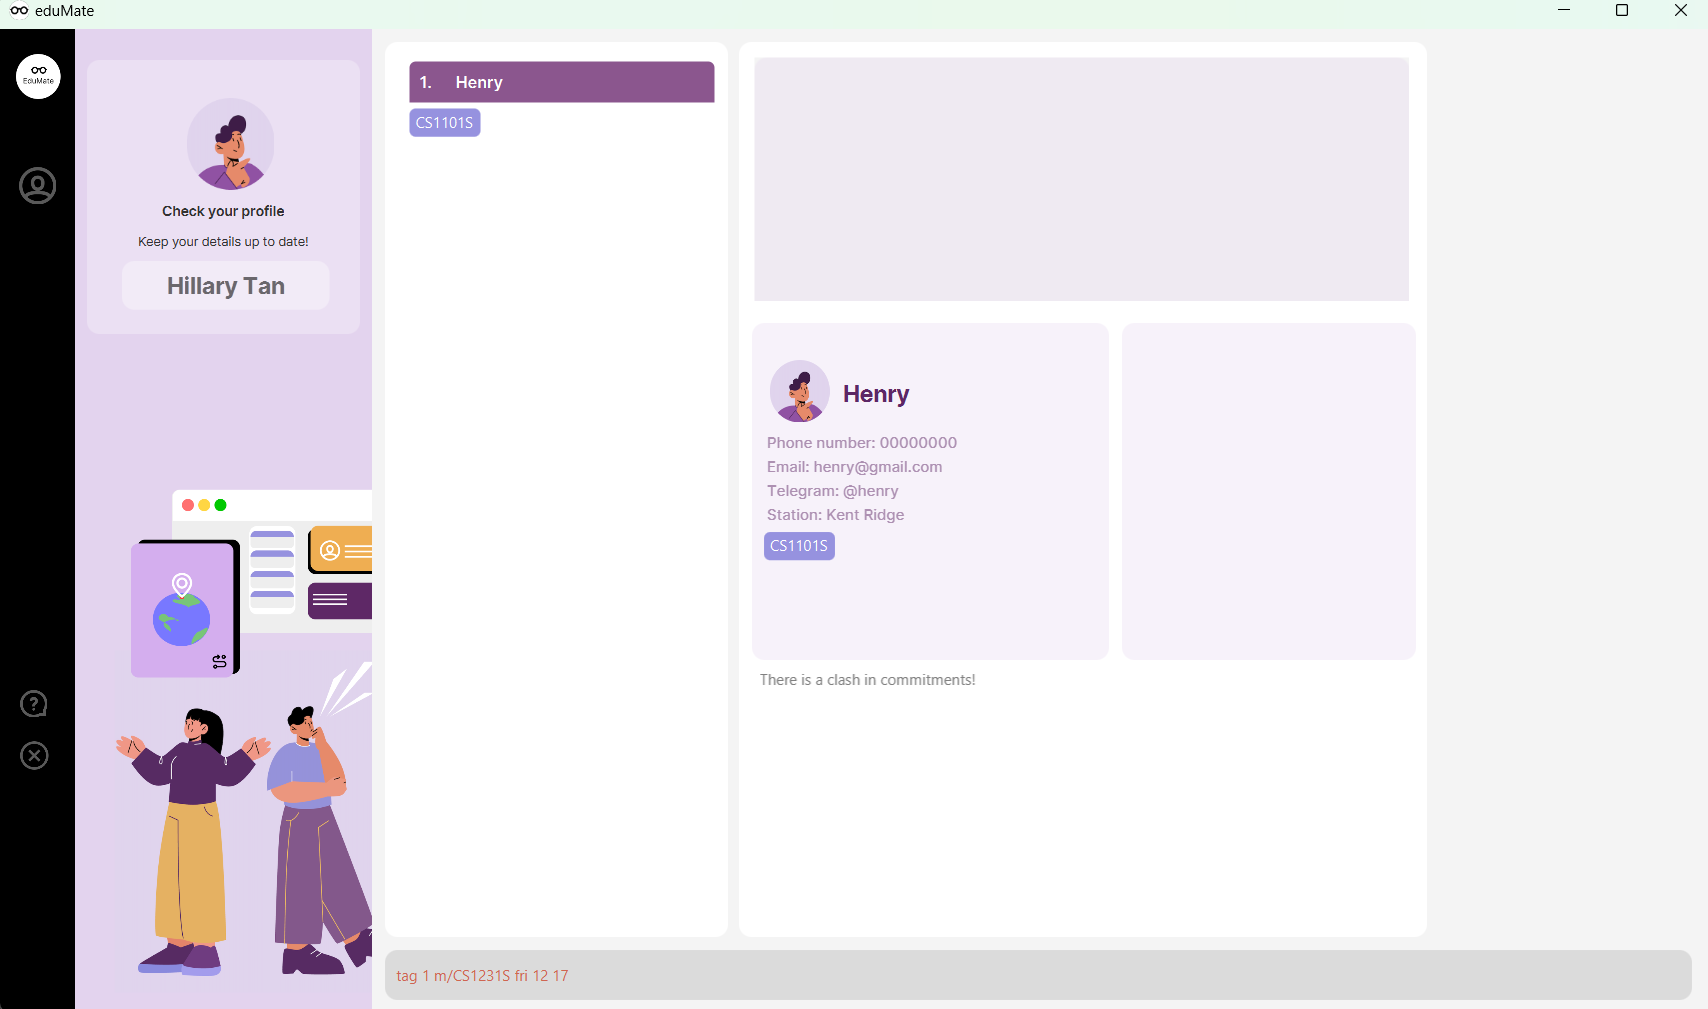 eduMate
EduMate
Check your profile
Keep your details up to date!
Hillary Tan
1. Henry
CS1101S
Henry
Phone number: 00000000
Email: henry@gmail.com
Telegram: @henry
Station: Kent Ridge
CS1101S
There is a clash in commitments!
tag 1 m/CS1231S fri 12 17